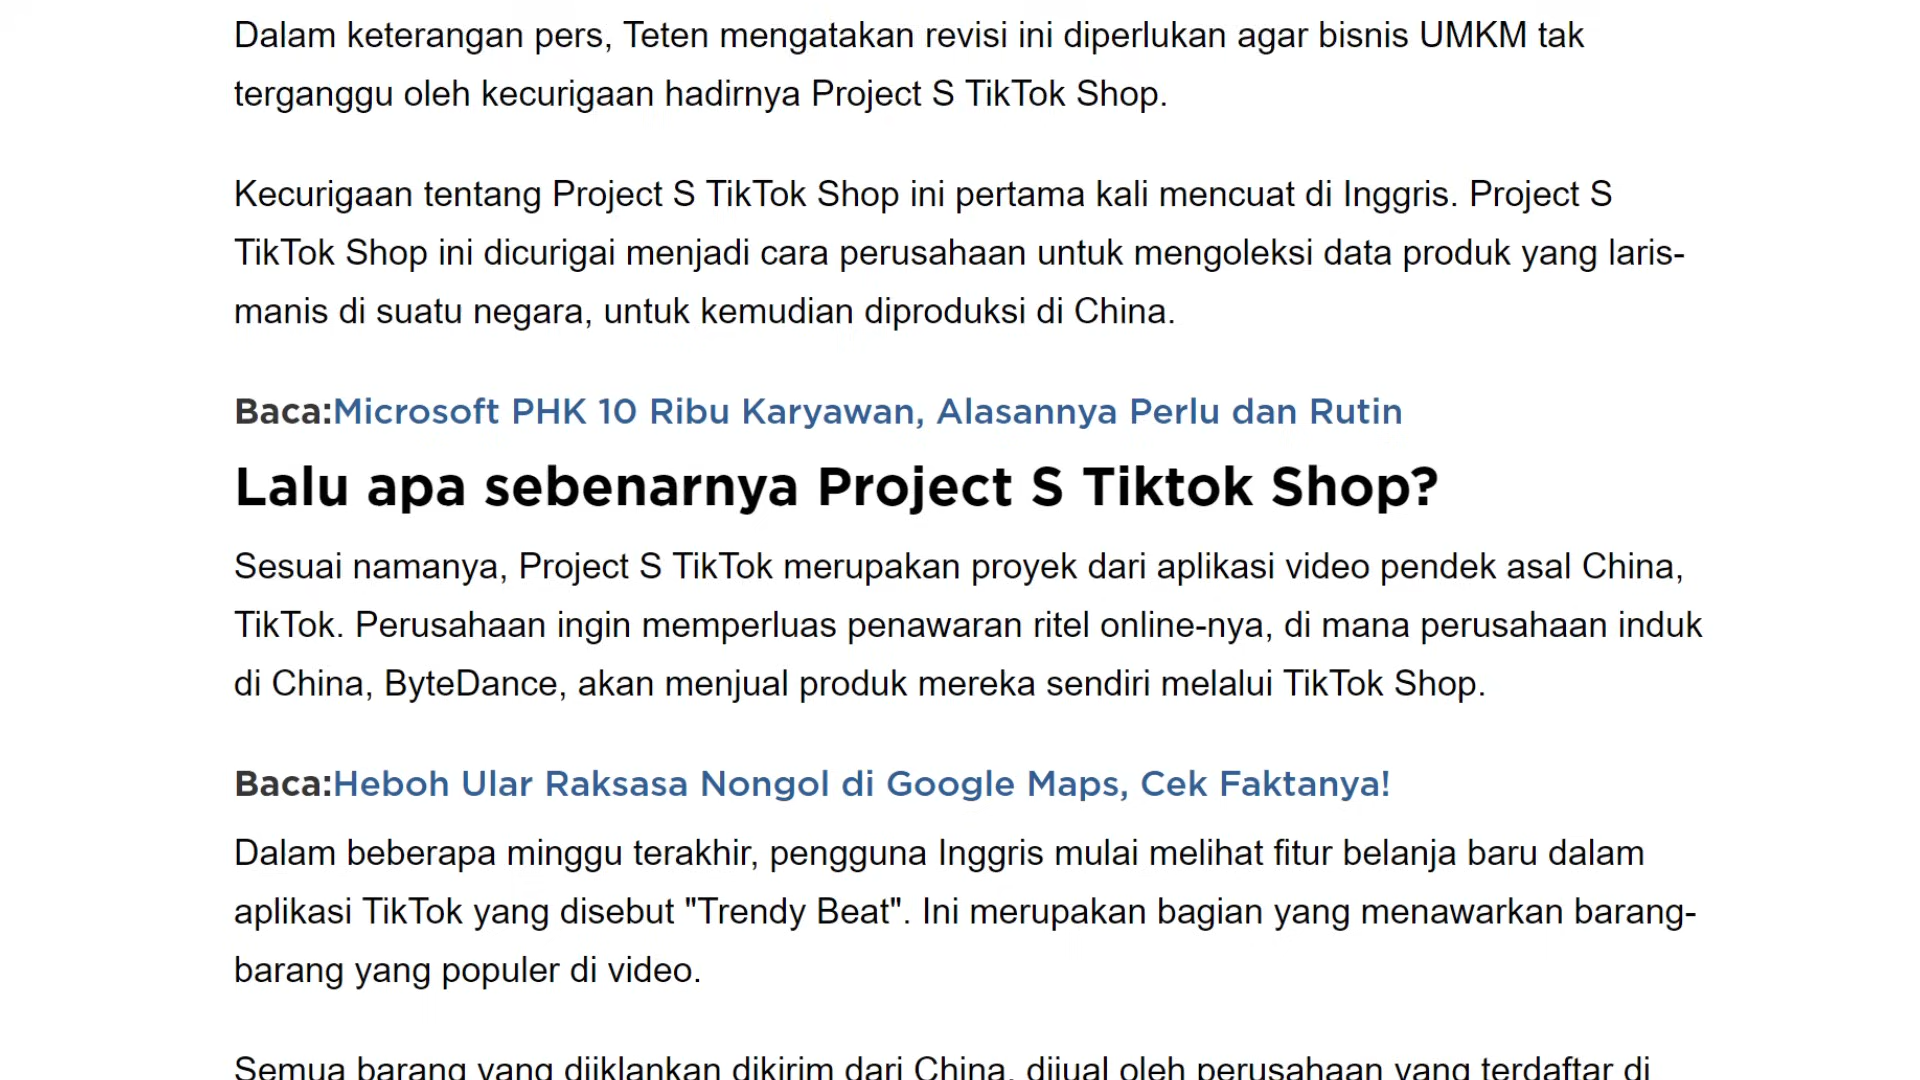 Dalam keterangan pers, Teten mengatakan revisi ini diperlukan agar bisnis UMKM tak
terganggu oleh kecurigaan hadirnya Project S TikTok Shop.
Kecurigaan tentang Project S TikTok Shop ini pertama kali mencuat di Inggris. Project S
TikTok Shop ini dicurigai menjadi cara perusahaan untuk mengoleksi data produk yang laris-
manis di suatu negara, untuk kemudian diproduksi di China.
Baca:Microsoft PHK 10 Ribu Karyawan, Alasannya Perlu dan Rutin
Lalu apa sebenarnya Project S Tiktok Shop?
Sesuai namanya, Project S TikTok merupakan proyek dari aplikasi video pendek asal China,
TikTok. Perusahaan ingin memperluas penawaran ritel online-nya, di mana perusahaan induk
di China, ByteDance, akan menjual produk mereka sendiri melalui TikTok Shop.
Baca:Heboh Ular Raksasa Nongol di Google Maps, Cek Faktanya!
Dalam beberapa minggu terakhir, pengguna Inggris mulai melihat fitur belanja baru dalam
aplikasi TikTok yang disebut "Trendy Beat". Ini merupakan bagian yang menawarkan barang-
barang yang populer di video.
Semua barang yang diiklankan dikirim dari China, dijual oleh perusahaan yang terdaftar di